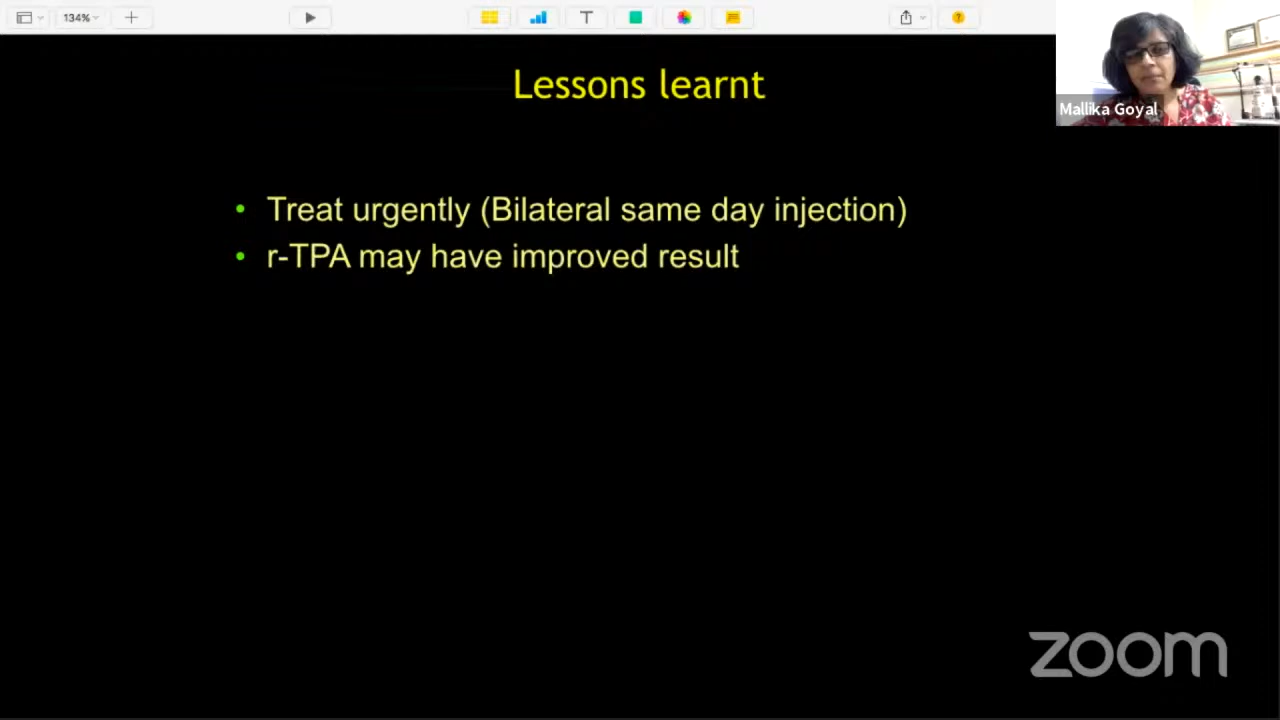 134%
Mallika Goyal
Lessons learnt
• Treat urgently (Bilateral same day injection)
• r-TPA may have improved result
zoom